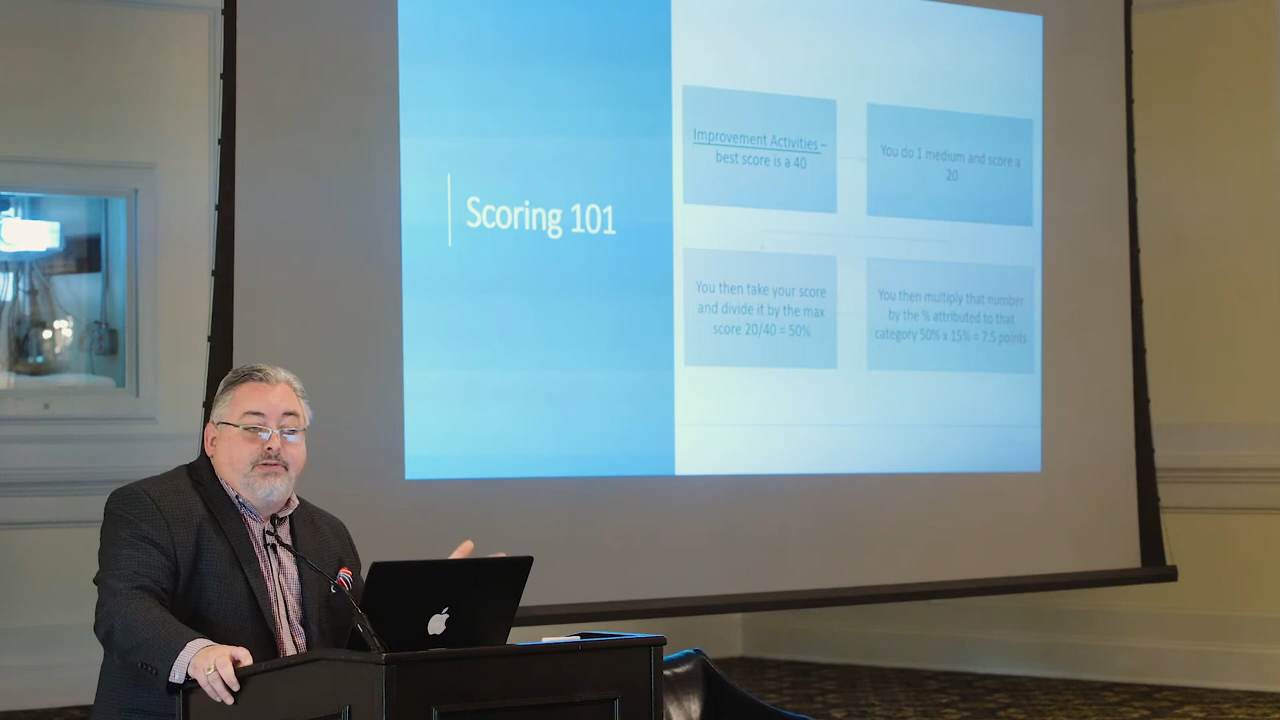 Scoring 101
Improvement Activities –
best score is a 40
You do 1 medium and score a
20
You then take your score
and divide it by the max
score 20/40 = 50%
You then multiply that number
by the % attributed to that
category 50% x 15% = 7.5 points